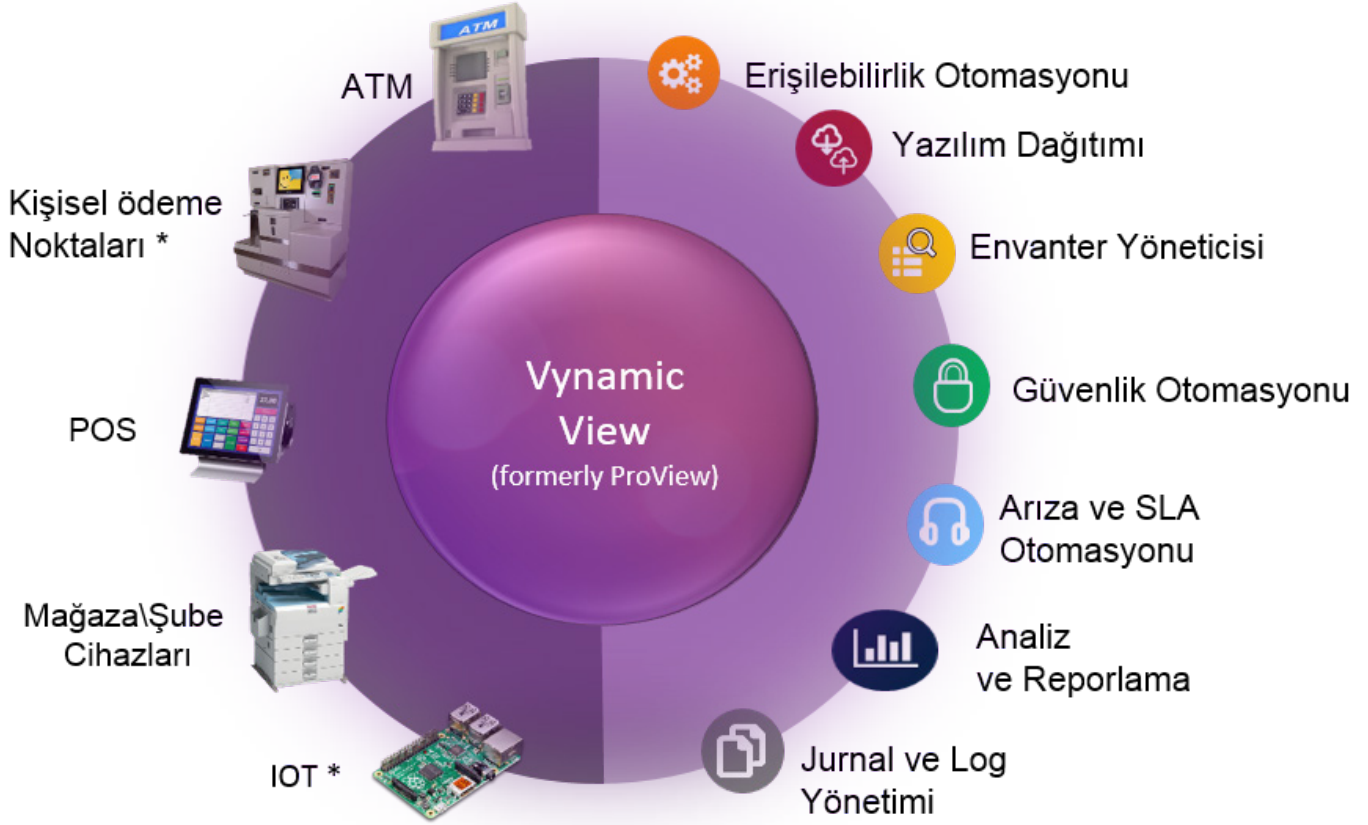 ATM
ATM
Kişisel ödeme
Noktaları *
POS
Mağaza\Şube
Cihazları
IOT *
Vynamic
View
(formerly ProView)
Erişilebilirlik Otomasyonu
Yazılım Dağıtımı
Envanter Yöneticisi
Güvenlik Otomasyonu
Arıza ve SLA
Otomasyonu
Analiz
ve Reporlama
Jurnal ve Log
Yönetimi